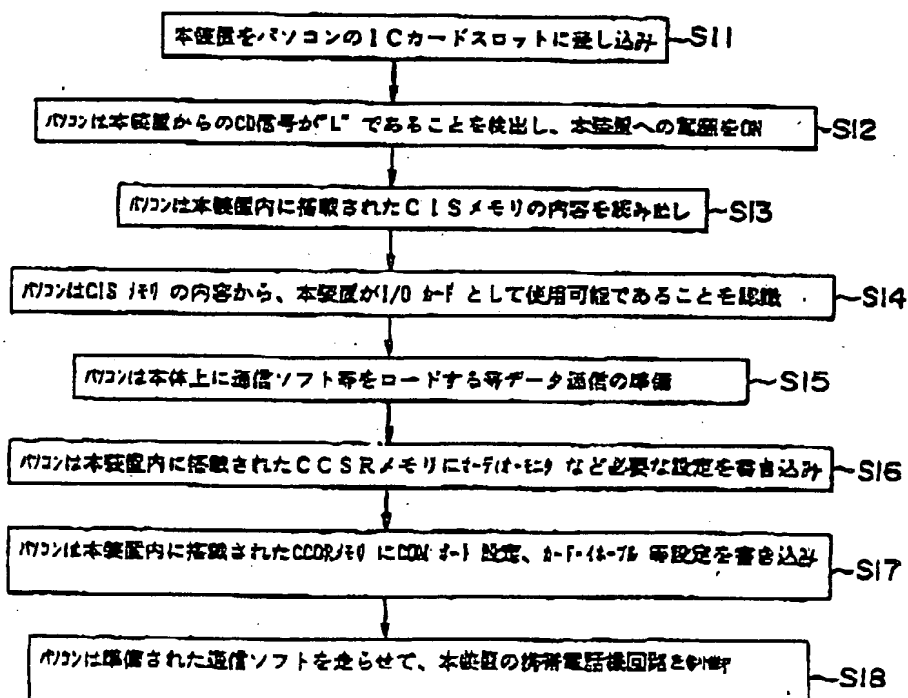 本装置をパソコンのICカードスロットに差し込み ~S11
パソコンは本装置からのCD信号が"L"であることを検出し、本装置への電源をON ~S12
パソコンは本装置内に搭載されたCISメモリの内容を読み出し ~S13
パソコンはCISメモリの内容から、本装置がI/Oカードとして使用可能であることを認識 ~S14
パソコンは本体上に通信ソフト等をロードする等データ通信の準備 ~S15
パソコンは本装置内に搭載されたCCSRメモリにオーディオ・モニタなど必要な設定を書き込み ~S16
パソコンは本装置内に搭載されたCCORメモリにCOMポート設定、カード・イネーブル等設定を書き込み ~S17
パソコンは準備された通信ソフトを走らせて、本装置の携帯電話機回路を制御 ~S18